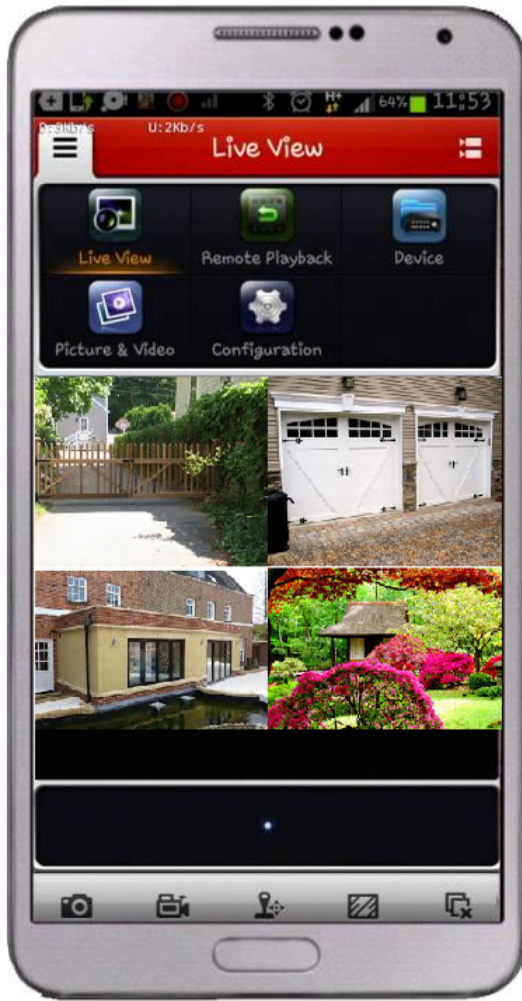 H+ 64% 11:53
D:3Kb/s U:2Kb/s
Live View
Live View Remote Playback Device
Picture & Video Configuration